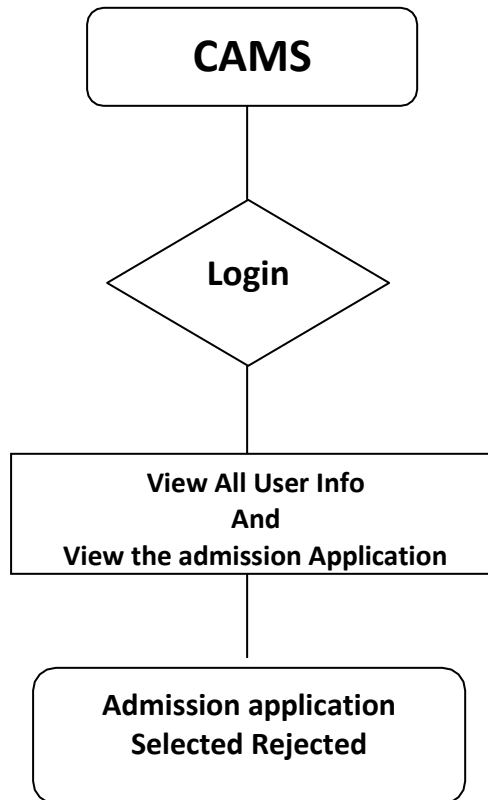 CAMS
Login
View All User Info
And
View the admission Application
Admission application
Selected Rejected